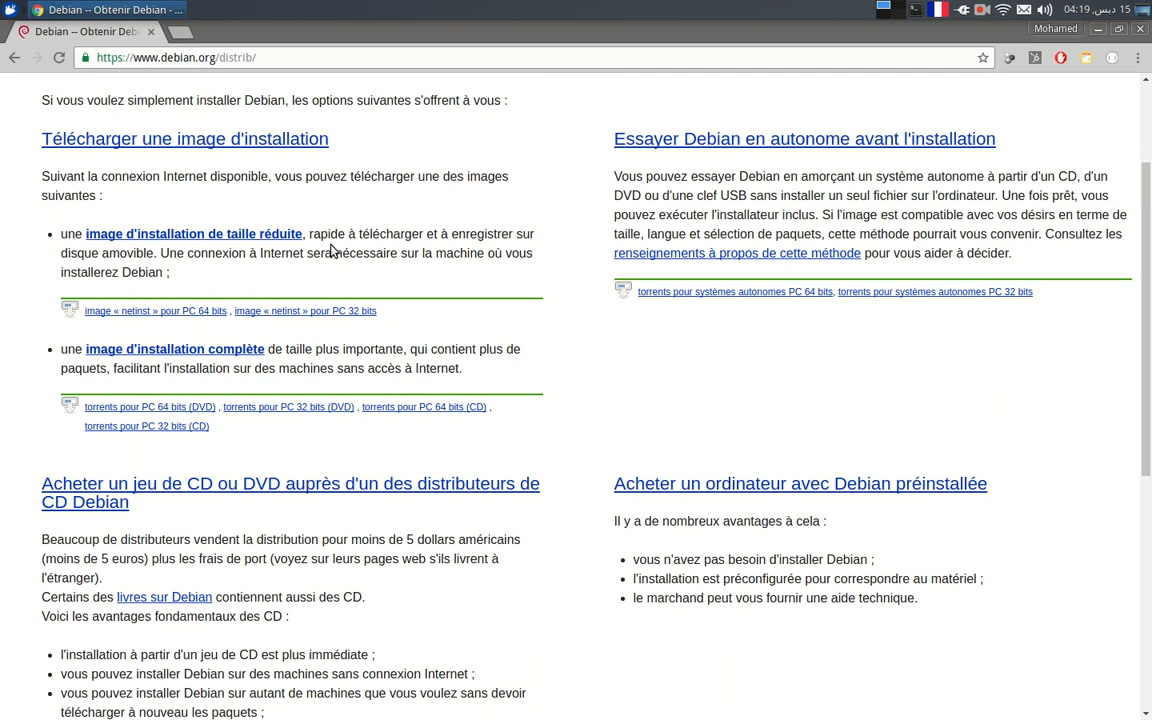 Debian -- Obtenir Debian - ...
04:19 ,15 ديس
Debian -- Obtenir Deb
Mohamed
https://www.debian.org/distrib/
Si vous voulez simplement installer Debian, les options suivantes s'offrent à vous :
Télécharger une image d'installation
Suivant la connexion Internet disponible, vous pouvez télécharger une des images
suivantes :
une image d'installation de taille réduite, rapide à télécharger et à enregistrer sur
disque amovible. Une connexion à Internet sera nécessaire sur la machine où vous
installerez Debian ;
image « netinst » pour PC 64 bits , image « netinst » pour PC 32 bits
une image d'installation complète de taille plus importante, qui contient plus de
paquets, facilitant l'installation sur des machines sans accès à Internet.
torrents pour PC 64 bits (DVD) , torrents pour PC 32 bits (DVD) , torrents pour PC 64 bits (CD) ,
torrents pour PC 32 bits (CD)
Essayer Debian en autonome avant l'installation
Vous pouvez essayer Debian en amorçant un système autonome à partir d'un CD, d'un
DVD ou d'une clef USB sans installer un seul fichier sur l'ordinateur. Une fois prêt, vous
pouvez exécuter l'installateur inclus. Si l'image est compatible avec vos désirs en terme de
taille, langue et sélection de paquets, cette méthode pourrait vous convenir. Consultez les
renseignements à propos de cette méthode pour vous aider à décider.
torrents pour systèmes autonomes PC 64 bits, torrents pour systèmes autonomes PC 32 bits
Acheter un jeu de CD ou DVD auprès d'un des distributeurs de
CD Debian
Beaucoup de distributeurs vendent la distribution pour moins de 5 dollars américains
(moins de 5 euros) plus les frais de port (voyez sur leurs pages web s'ils livrent à
l'étranger).
Certains des livres sur Debian contiennent aussi des CD.
Voici les avantages fondamentaux des CD :
l'installation à partir d'un jeu de CD est plus immédiate ;
vous pouvez installer Debian sur des machines sans connexion Internet ;
vous pouvez installer Debian sur autant de machines que vous voulez sans devoir
télécharger à nouveau les paquets ;
Acheter un ordinateur avec Debian préinstallée
Il y a de nombreux avantages à cela :
vous n'avez pas besoin d'installer Debian ;
l'installation est préconfigurée pour correspondre au matériel ;
le marchand peut vous fournir une aide technique.